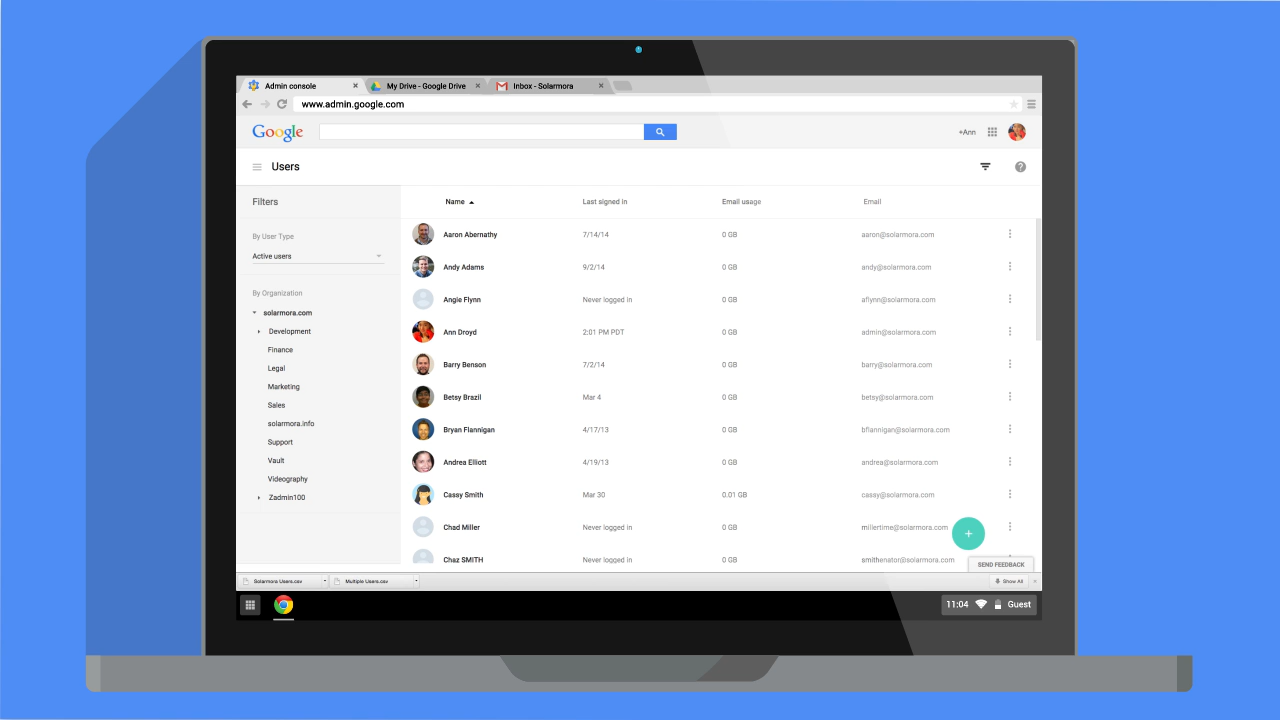 Admin console
My Drive - Google Drive
Inbox - Solarmora
www.admin.google.com
Google
+Ann
Users
Filters
Name
Last signed in
Email usage
Email
By User Type
Active users
By Organization
solarmora.com
Development
Finance
Legal
Marketing
Sales
solarmora.info
Support
Vault
Videography
Zadmin100
Aaron Abernathy 7/14/14 0 GB aaron@solarmora.com
Andy Adams 9/2/14 0 GB andy@solarmora.com
Angie Flynn Never logged in 0 GB aflynn@solarmora.com
Ann Droyd 2:01 PM PDT 0 GB admin@solarmora.com
Barry Benson 7/2/14 0 GB barry@solarmora.com
Betsy Brazil Mar 4 0 GB betsy@solarmora.com
Bryan Flannigan 4/17/13 0 GB bflannigan@solarmora.com
Andrea Elliott 4/19/13 0 GB andrea@solarmora.com
Cassy Smith Mar 30 0.01 GB cassy@solarmora.com
Chad Miller Never logged in 0 GB millertime@solarmora.com
Chaz SMITH Never logged in 0 GB smithenator@solarmora.com
SEND FEEDBACK
Solarmora Users.csv
Multiple Users.csv
Show All
11:04
Guest